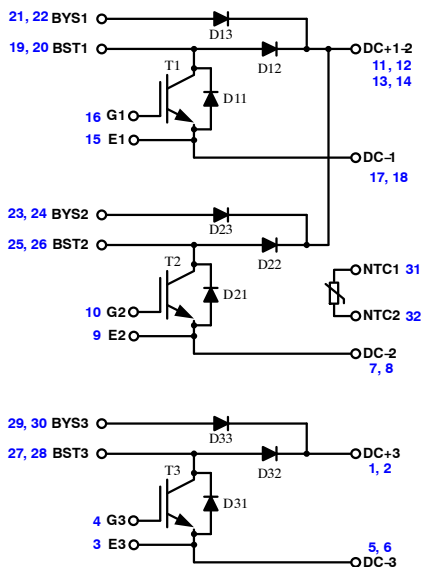 21, 22 BYS1
D13
19, 20 BST1
DC+1-2
T1
D12
11, 12
13, 14
D11
16 G1
15 E1
DC–1
17, 18
23, 24 BYS2
D23
25, 26 BST2
T2
D22
NTC1 31
D21
10 G2
NTC2 32
9 E2
DC–2
7, 8
29, 30 BYS3
D33
27, 28 BST3
DC+3
T3
D32
1, 2
D31
4 G3
3 E3
5, 6
DC–3